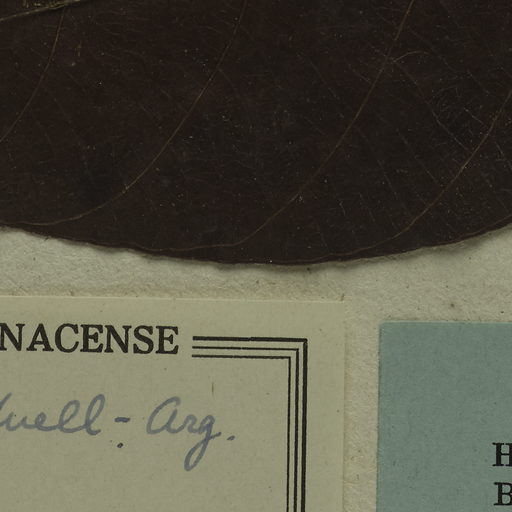 NACENSE
uell-Arg.
H
B